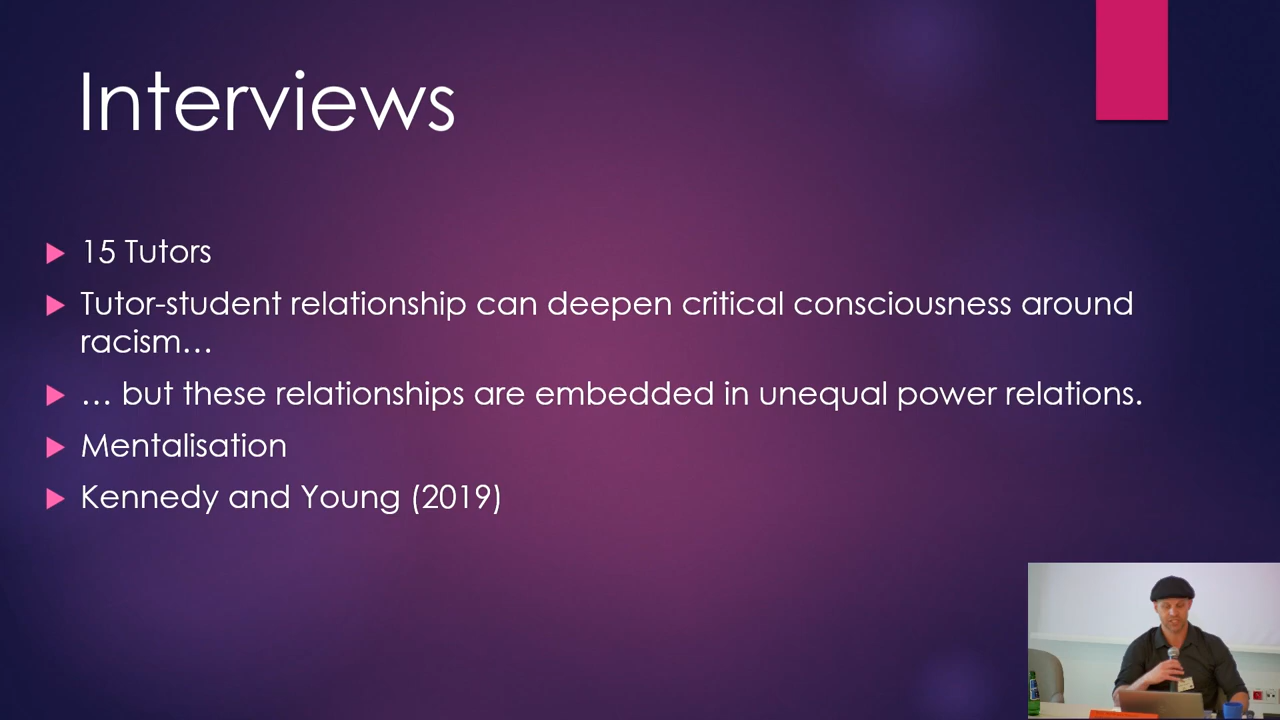 Interviews
15 Tutors
Tutor-student relationship can deepen critical consciousness around
racism...
... but these relationships are embedded in unequal power relations.
Mentalisation
Kennedy and Young (2019)